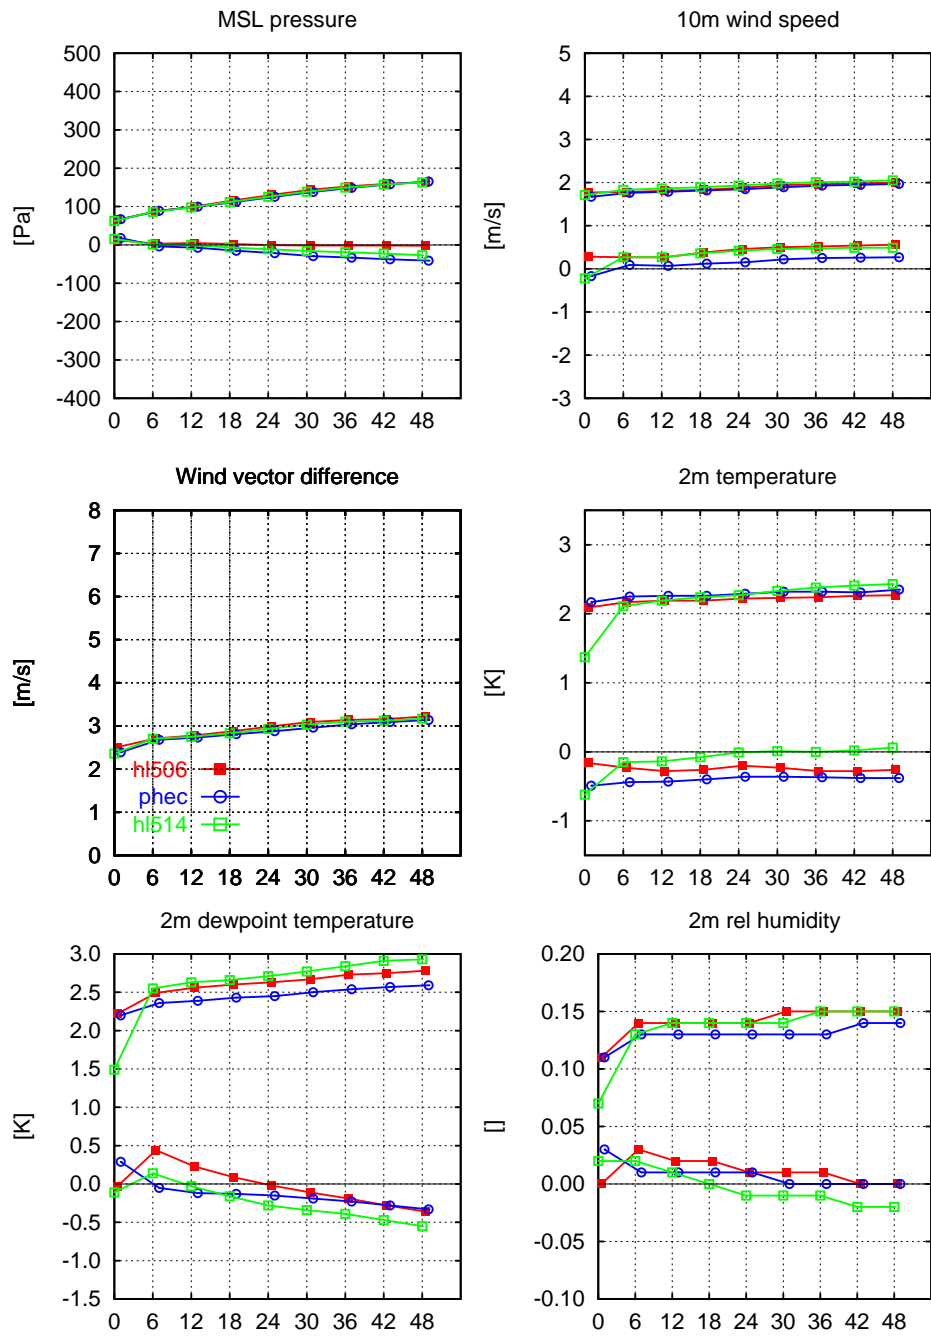 MSL pressure
500
400
300
200
100
0
-100
-200
-300
-400
[Pa]
0 6 12 18 24 30 36 42 48
10m wind speed
5
4
3
2
1
0
-1
-2
-3
[m/s]
0 6 12 18 24 30 36 42 48
Wind vector difference
8
7
6
5
4
3
2
1
0
[m/s]
hl506
phec
hl514
0 6 12 18 24 30 36 42 48
2m temperature
3
2
1
0
-1
[K]
0 6 12 18 24 30 36 42 48
2m dewpoint temperature
3.0
2.5
2.0
1.5
1.0
0.5
0.0
-0.5
-1.0
-1.5
[K]
0 6 12 18 24 30 36 42 48
2m rel humidity
0.20
0.15
0.10
0.05
0.00
-0.05
-0.10
[]
0 6 12 18 24 30 36 42 48